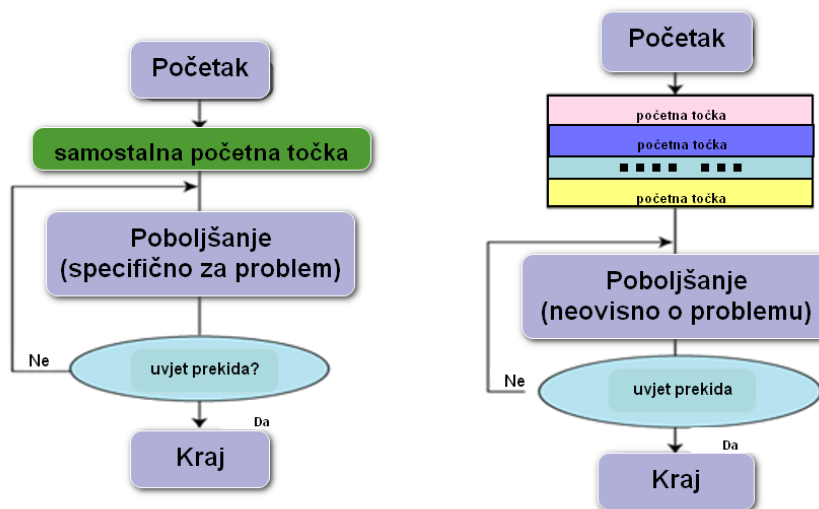 Početak
samostalna početna točka
Poboljšanje
(specifično za problem)
Ne
uvjet prekida?
Da
Kraj
Početak
početna točka
početna točka
početna točka
Poboljšanje
(neovisno o problemu)
Ne
uvjet prekida
Da
Kraj